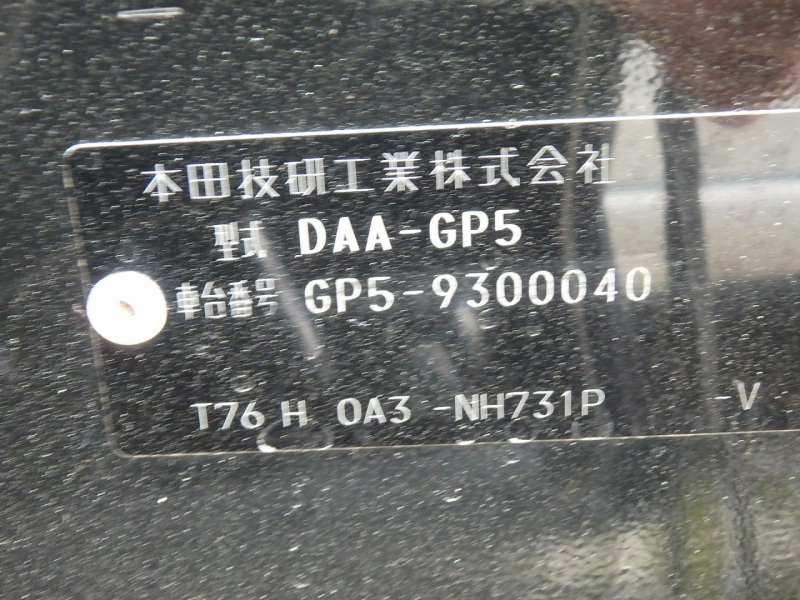 本田技研工業株式会社
型式 DAA-GP5
車台番号 GP5-9300040
T76 H 0A3 -NH731P -V